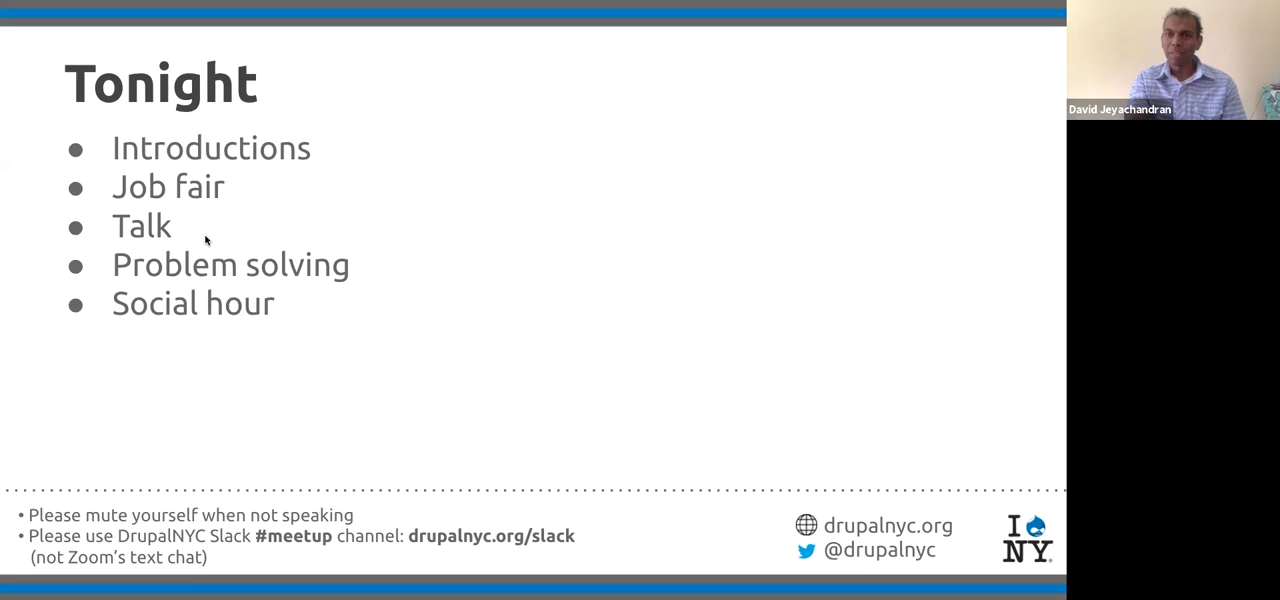 Tonight
● Introductions
● Job fair
● Talk
● Problem solving
● Social hour
• Please mute yourself when not speaking
• Please use DrupalNYC Slack #meetup channel: drupalnyc.org/slack
(not Zoom’s text chat)
drupalnyc.org
@drupalnyc
I
NY.
David Jeyachandran